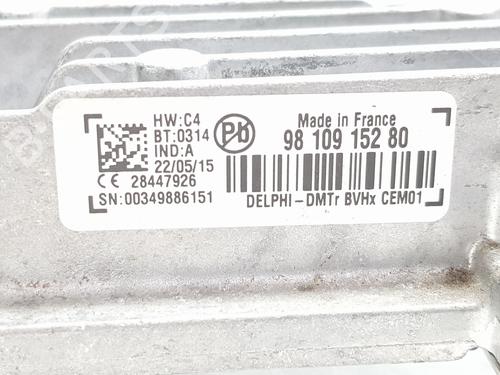 HW:C4
BT:0314
IND:A
22/05/15
CE 28447926
SN:00349886151
Pb
Made in France
98 109 152 80
DELPHI-DMTr BVHx CEM01